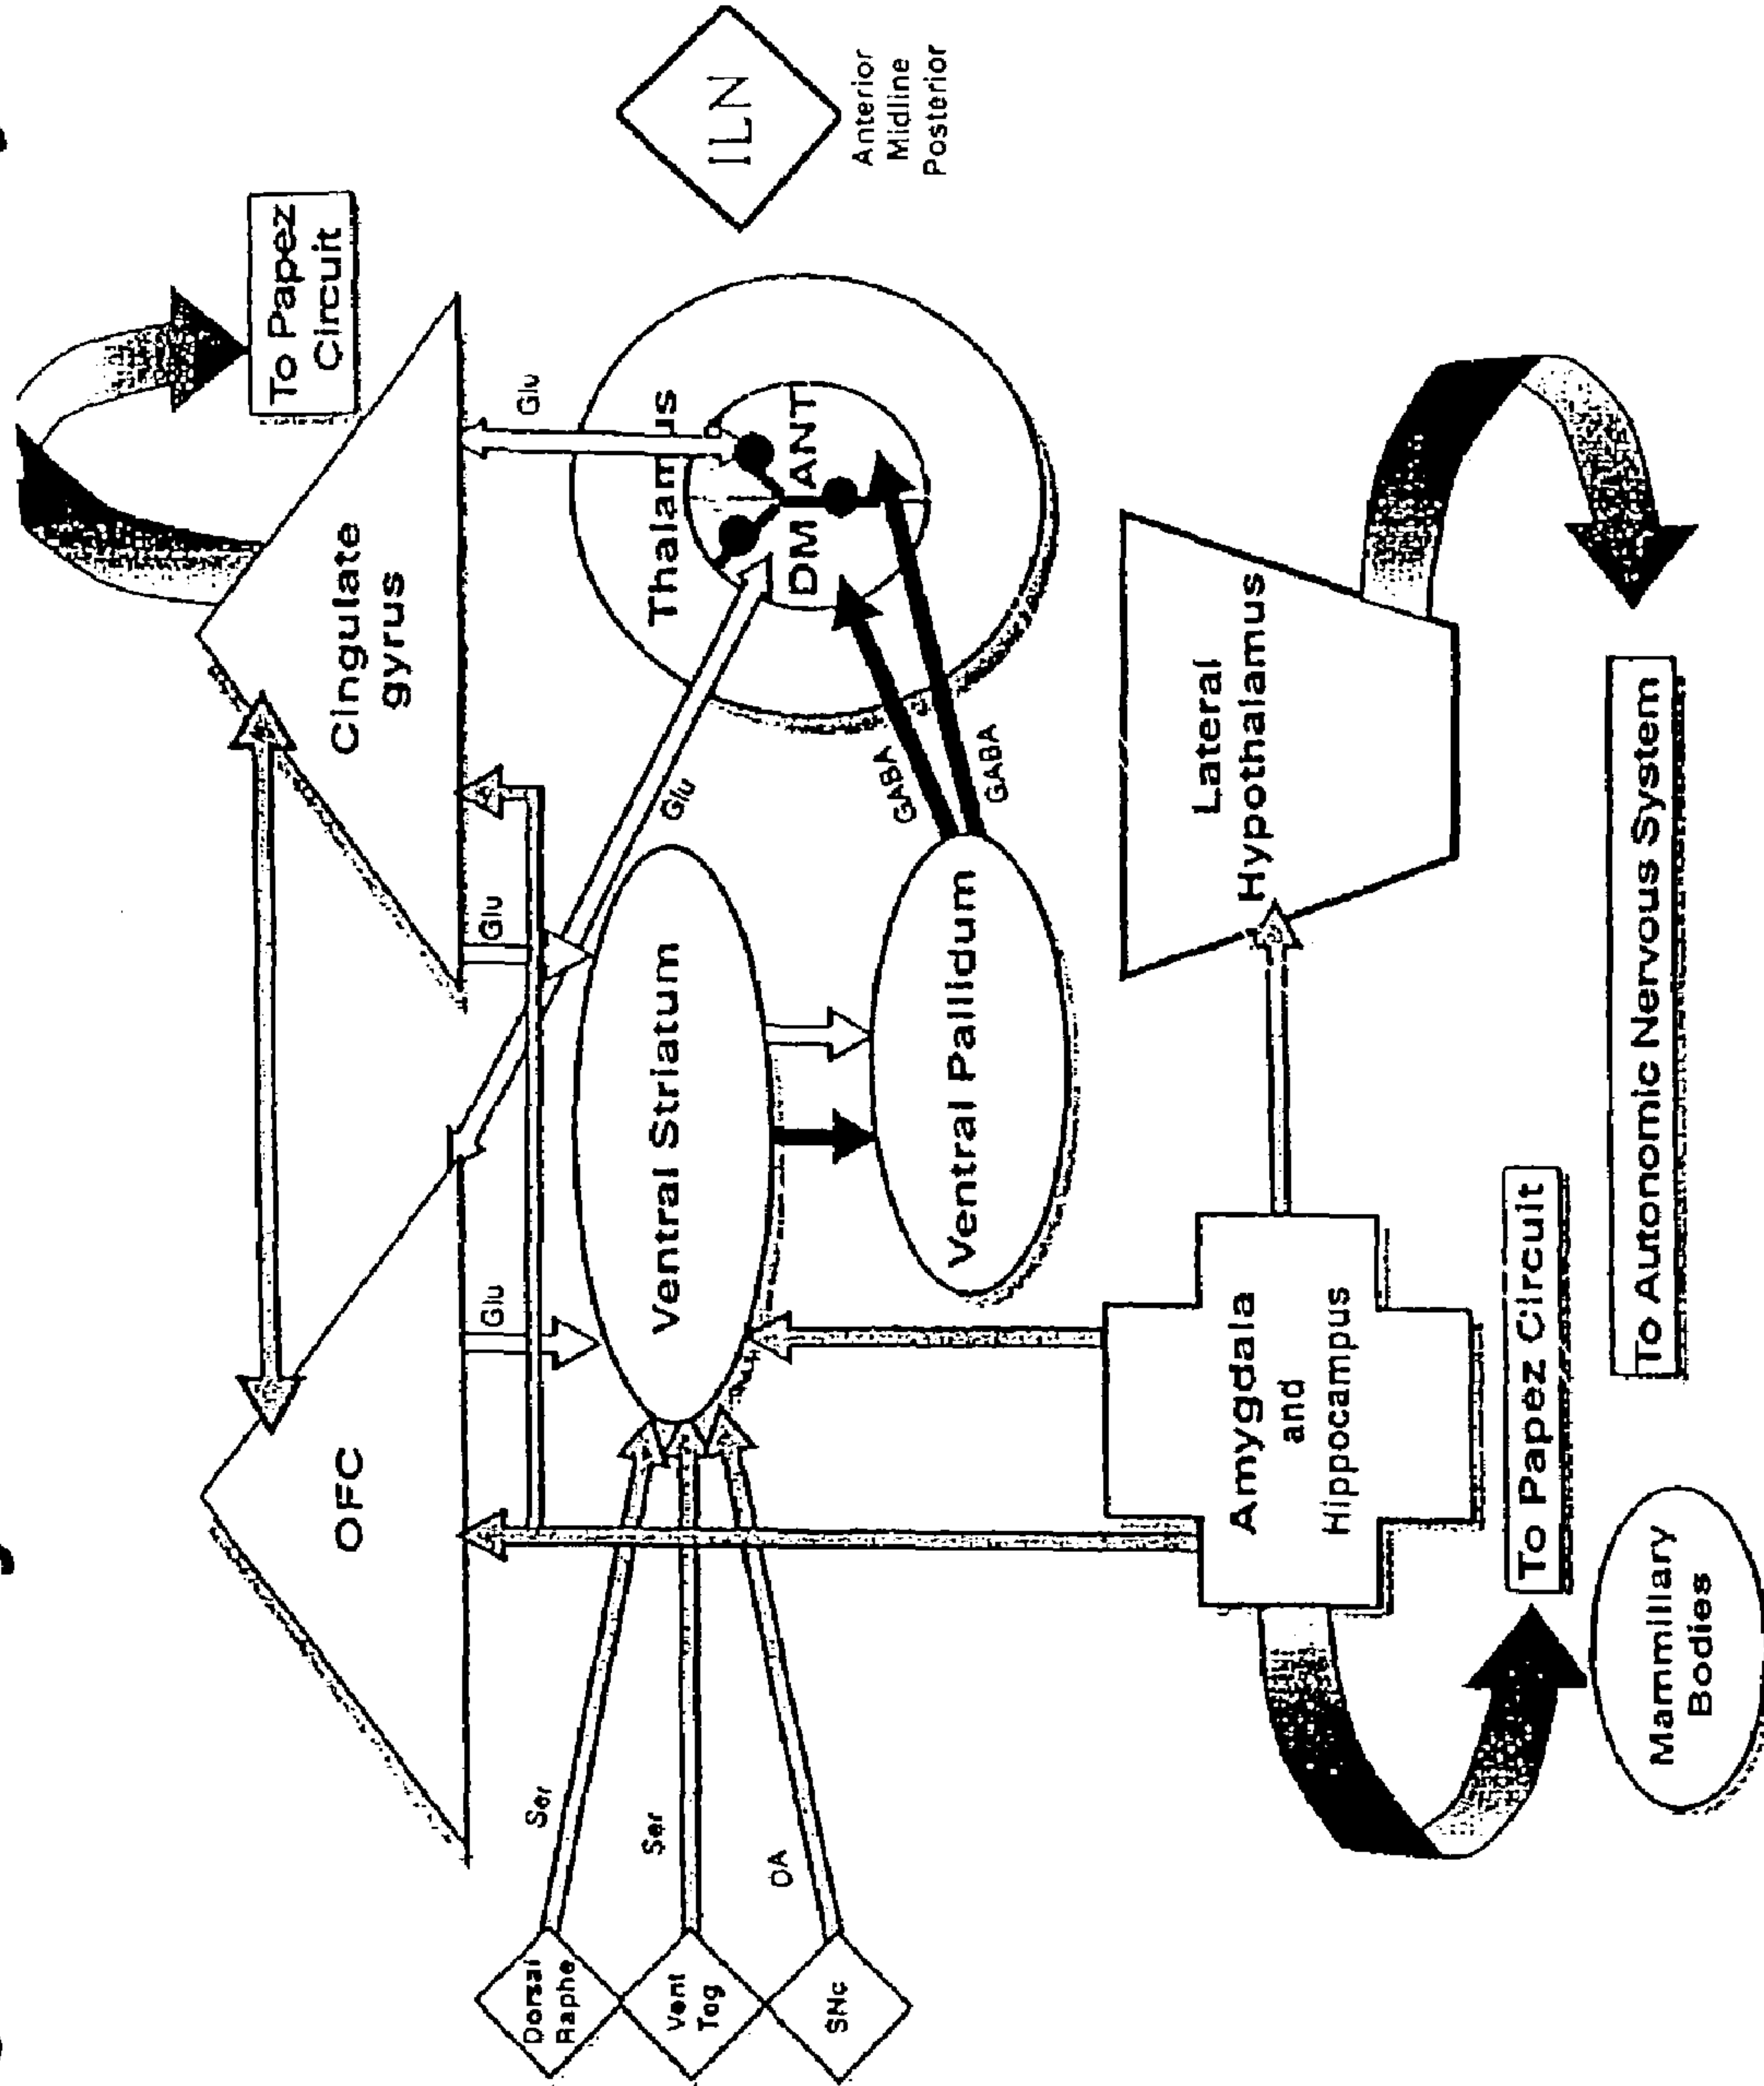 OFC
Cingulate
gyrus
To Papez
Circuit
Glu
Glu
Glu
Glu
Ser
Ser
DA
Dorsal
Raphe
Vent
Tag
SNc
Ventral Striatum
Ventral Pallidum
GABA
GABA
Thalamus
DM
ANT
ILN
Anterior
Midline
Posterior
Amygdala
and
Hippocampus
Lateral
Hypothalamus
To Papez Circuit
Mammillary
Bodies
To Autonomic Nervous System